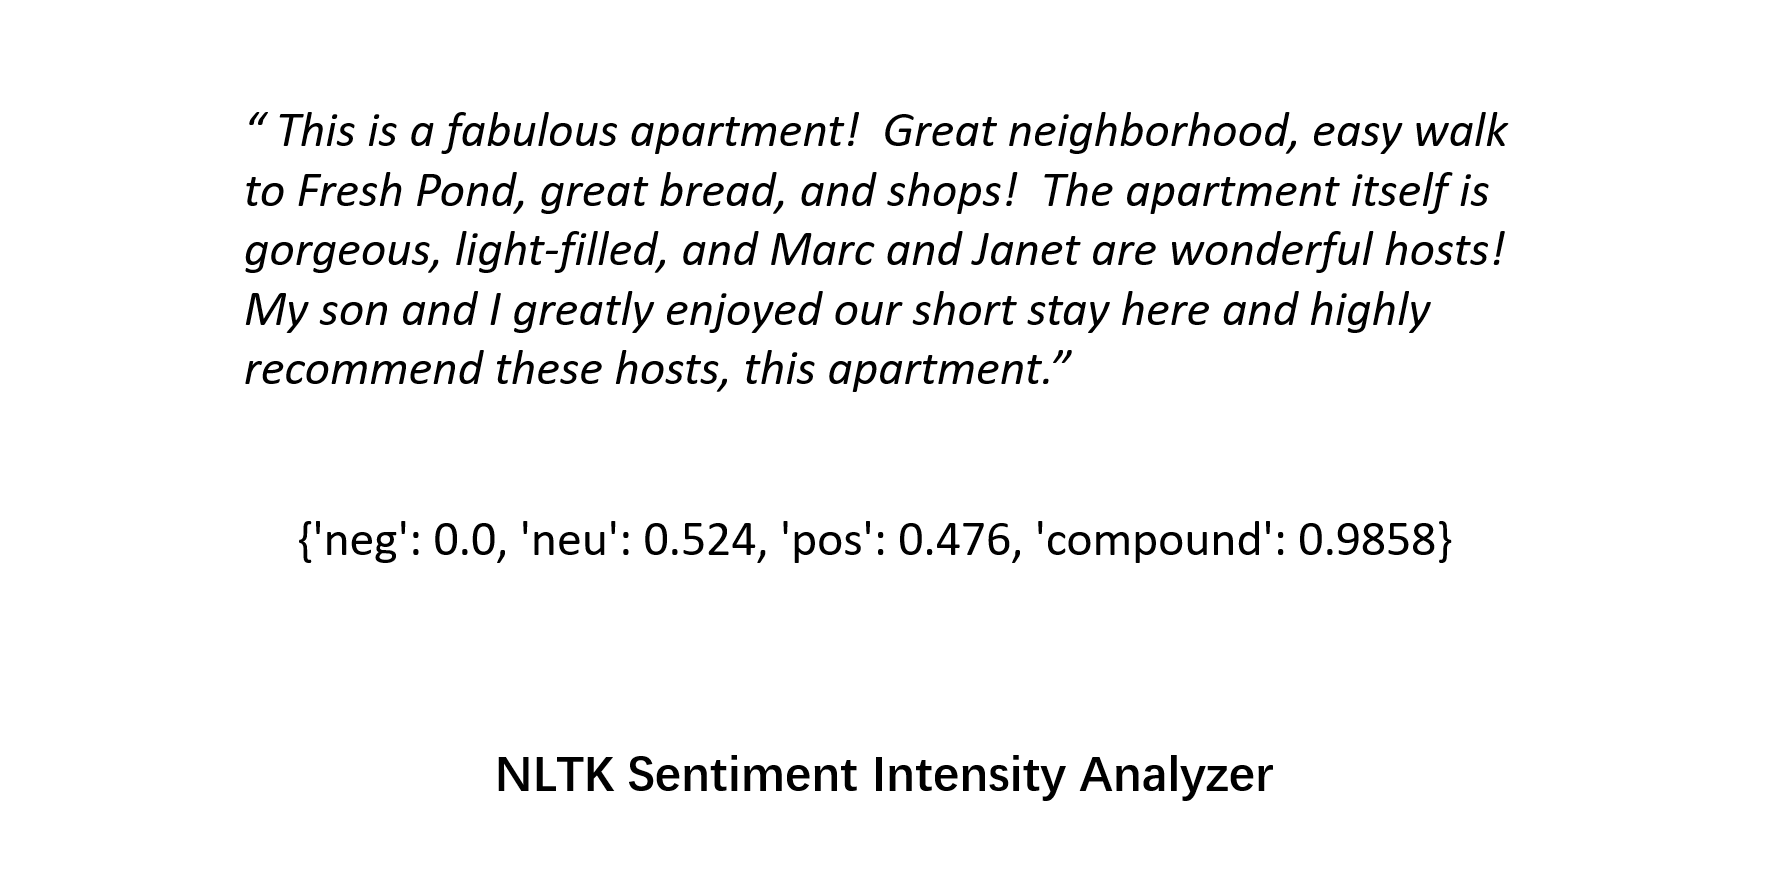 “ This is a fabulous apartment!  Great neighborhood, easy walk
to Fresh Pond, great bread, and shops!  The apartment itself is
gorgeous, light-filled, and Marc and Janet are wonderful hosts!
My son and I greatly enjoyed our short stay here and highly
recommend these hosts, this apartment.”
{'neg': 0.0, 'neu': 0.524, 'pos': 0.476, 'compound': 0.9858}
NLTK Sentiment Intensity Analyzer